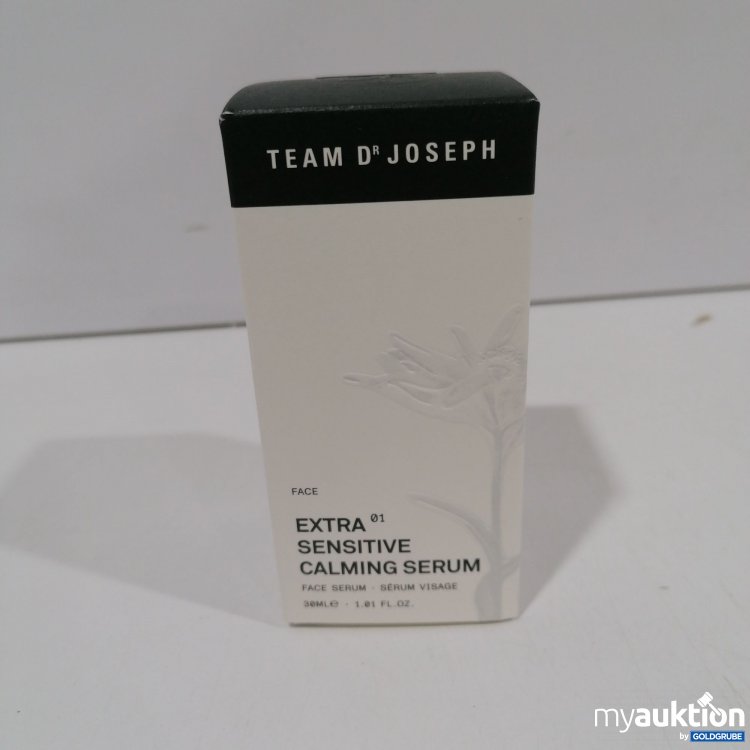 TEAM Dᴿ JOSEPH
FACE
EXTRA 01
SENSITIVE
CALMING SERUM
FACE SERUM · SÉRUM VISAGE
30ML℮ · 1.01 FL.OZ.
myauktion
by GOLDGRUBE